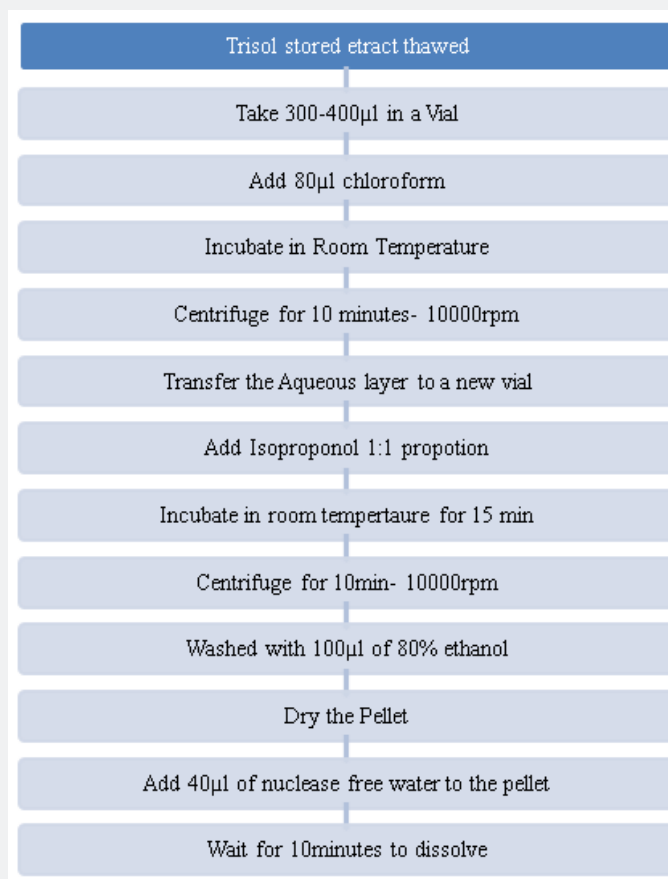 Trisol stored etract thawed
Take 300-400µl in a Vial
Add 80µl chloroform
Incubate in Room Temperature
Centrifuge for 10 minutes- 10000rpm
Transfer the Aqueous layer to a new vial
Add Isoproponol 1:1 propotion
Incubate in room tempertaure for 15 min
Centrifuge for 10min- 10000rpm
Washed with 100µl of 80% ethanol
Dry the Pellet
Add 40µl of nuclease free water to the pellet
Wait for 10minutes to dissolve